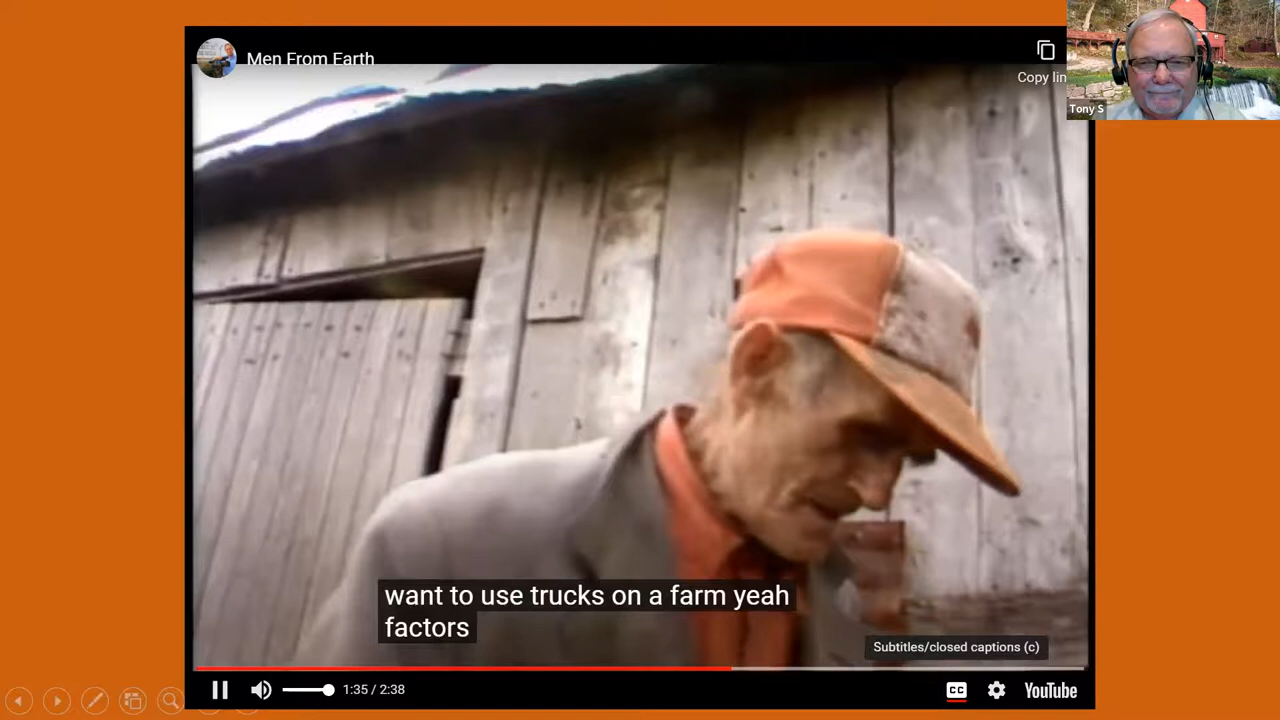 Men From Earth
Copy lin
Tony S
want to use trucks on a farm yeah
factors
Subtitles/closed captions (c)
1:35 / 2:38
CC
YouTube